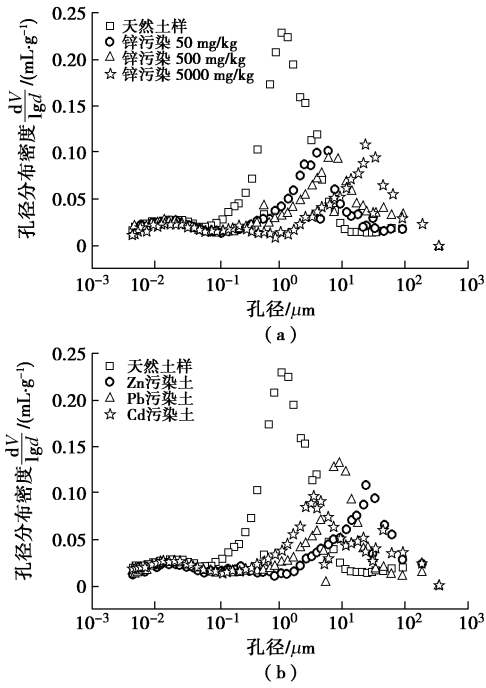 0.25
0.20
0.15
0.10
0.05
0
孔径分布密度 dV/lgd /(mL·g⁻¹)
天然土样
锌污染 50 mg/kg
锌污染 500 mg/kg
锌污染 5000 mg/kg
10⁻³ 10⁻² 10⁻¹ 10⁰ 10¹ 10² 10³
孔径/μm
(a)
0.25
0.20
0.15
0.10
0.05
0
孔径分布密度 dV/lgd /(mL·g⁻¹)
天然土样
Zn污染土
Pb污染土
Cd污染土
10⁻³ 10⁻² 10⁻¹ 10⁰ 10¹ 10² 10³
孔径/μm
(b)